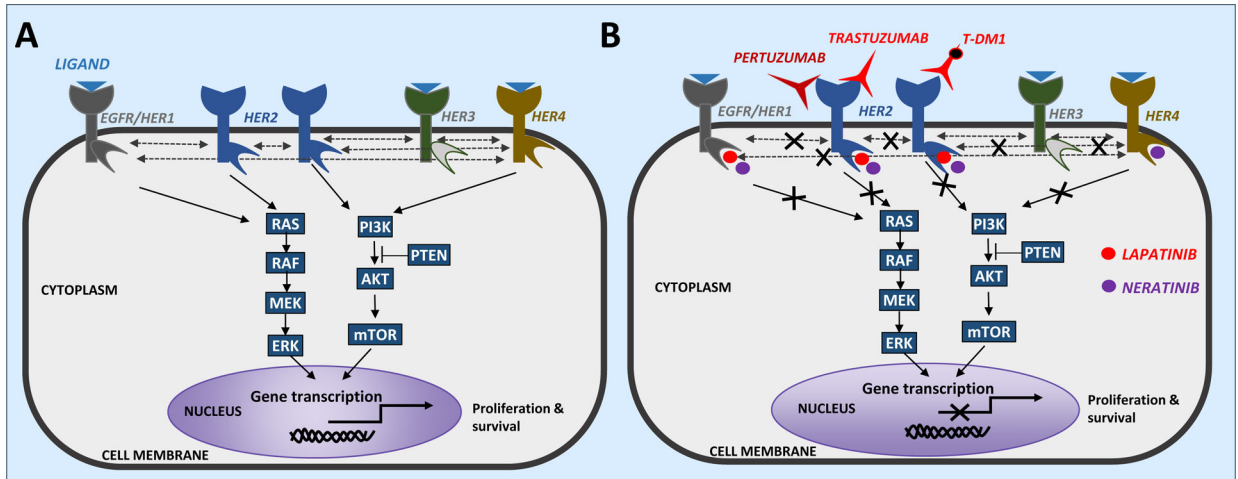 A
LIGAND
EGFR/HER1
HER2
HER3
HER4
RAS
PI3K
RAF
PTEN
AKT
CYTOPLASM
MEK
mTOR
ERK
Gene transcription
NUCLEUS
Proliferation &
survival
CELL MEMBRANE
B
PERTUZUMAB
TRASTUZUMAB
T-DM1
EGFR/HER1
HER2
HER3
HER4
RAS
PI3K
RAF
PTEN
AKT
LAPATINIB
CYTOPLASM
NERATINIB
MEK
mTOR
ERK
Gene transcription
NUCLEUS
Proliferation &
survival
CELL MEMBRANE